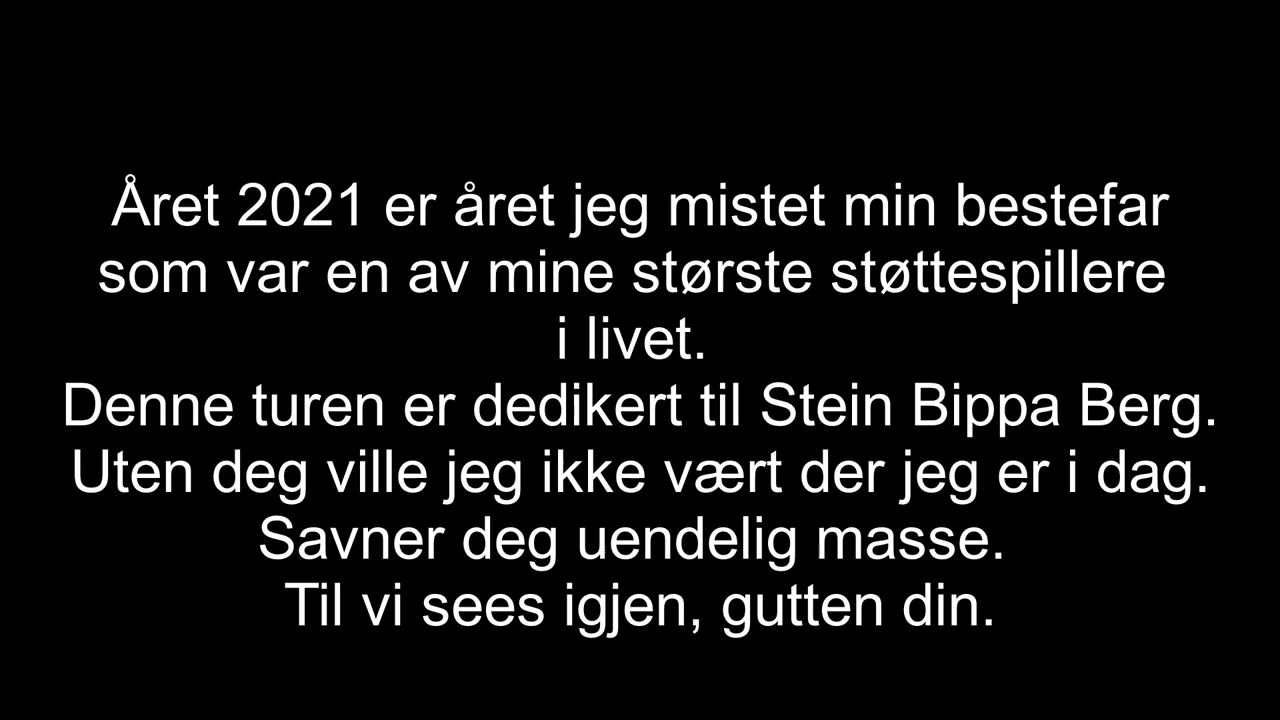 Året 2021 er året jeg mistet min bestefar
som var en av mine største støttespillere
i livet.
Denne turen er dedikert til Stein Bippa Berg.
Uten deg ville jeg ikke vært der jeg er i dag.
Savner deg uendelig masse.
Til vi sees igjen, gutten din.